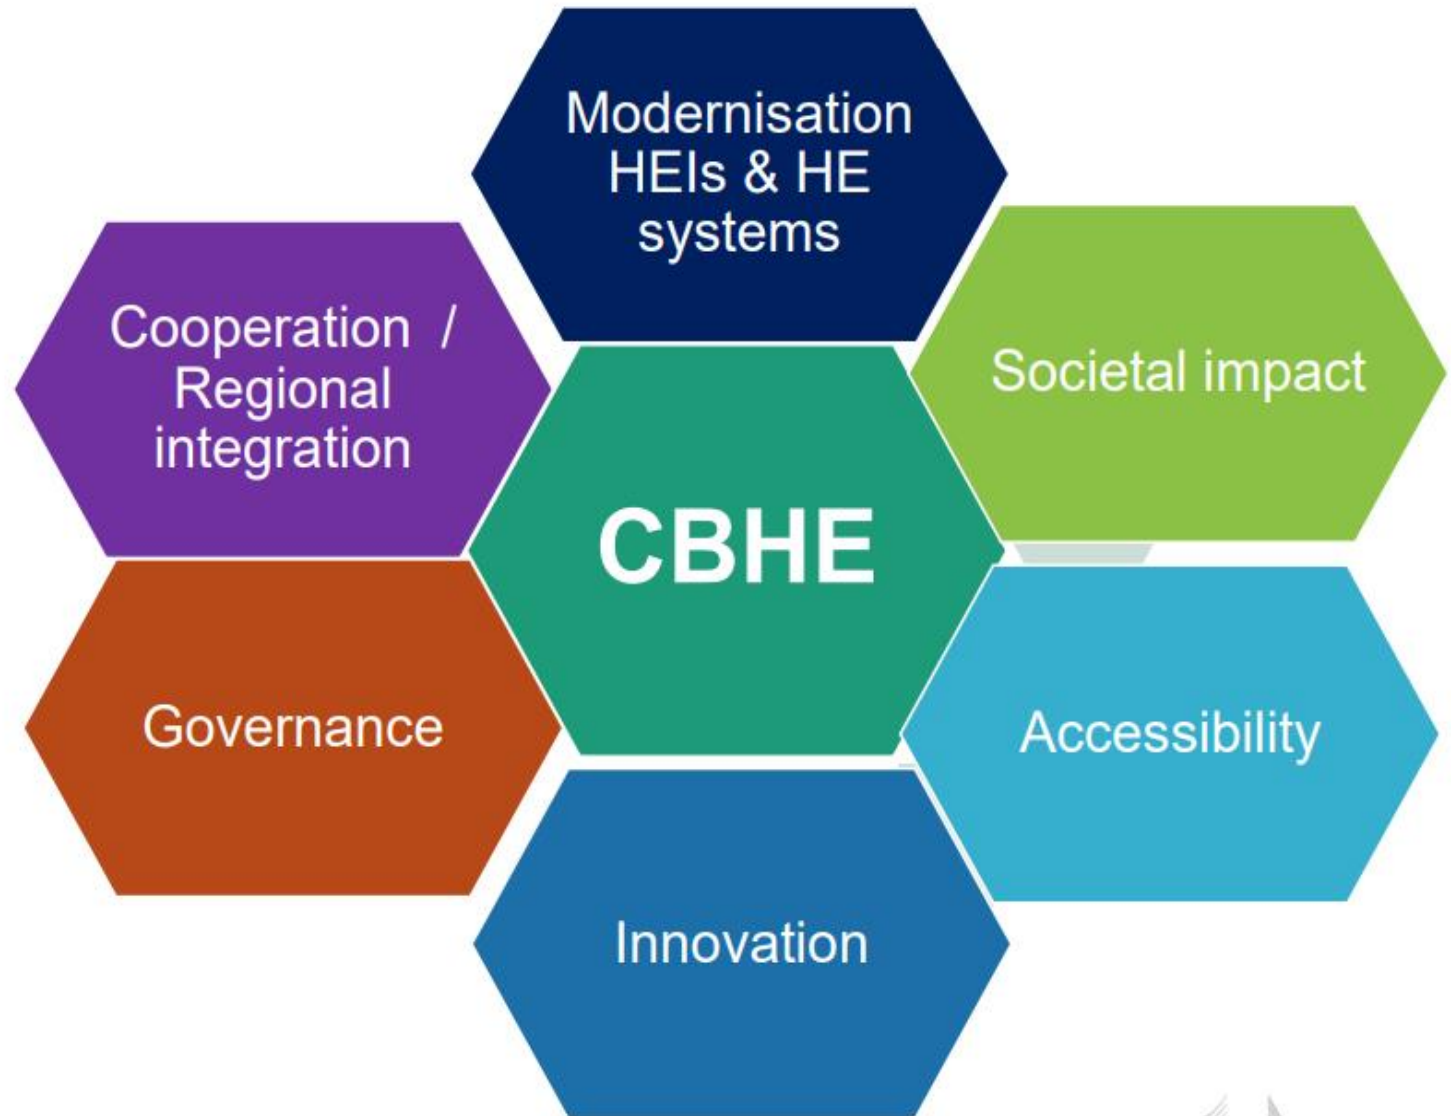 Modernisation
HEIs & HE
systems
Cooperation /
Regional
integration
Societal impact
CBHE
Governance
Accessibility
Innovation